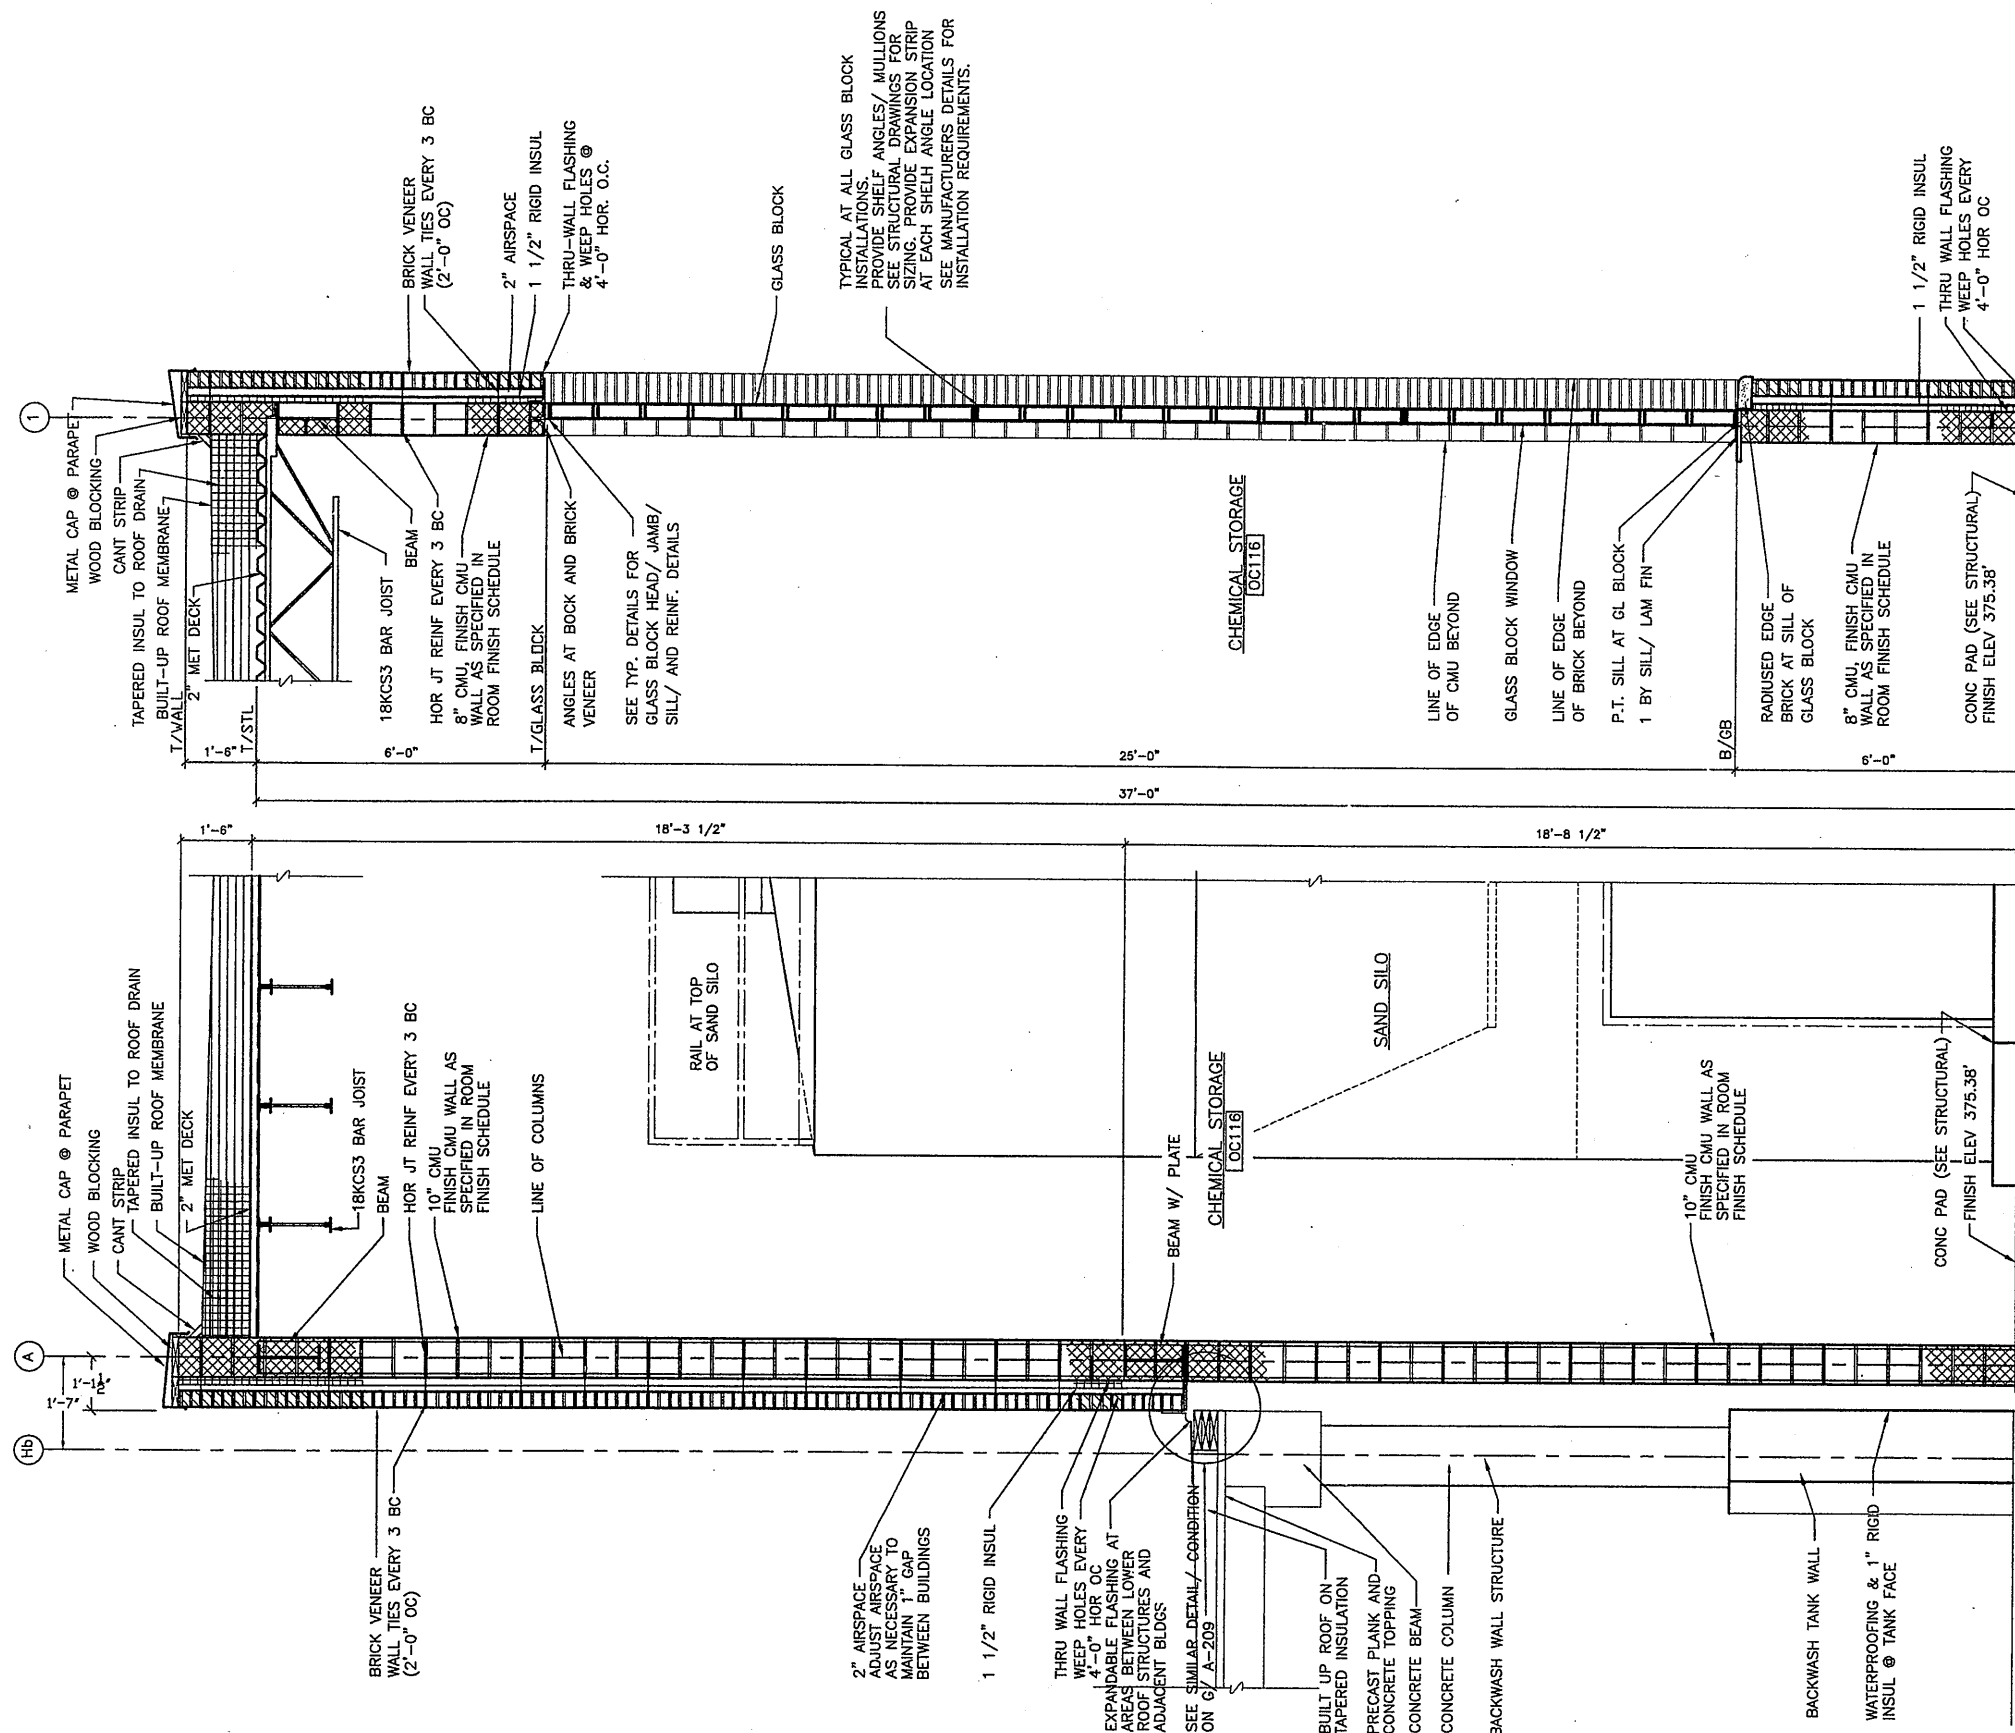 1
METAL CAP @ PARAPET
WOOD BLOCKING
CANT STRIP
TAPERED INSUL TO ROOF DRAIN
BUILT-UP ROOF MEMBRANE
T/WALL
2" MET DECK
T/STL
18KCS3 BAR JOIST
BEAM
HOR JT REINF EVERY 3 BC
8" CMU, FINISH CMU
WALL AS SPECIFIED IN
ROOM FINISH SCHEDULE
T/GLASS BLOCK
ANGLES AT BOCK AND BRICK
VENEER
SEE TYP. DETAILS FOR
GLASS BLOCK HEAD/ JAMB/
SILL/ AND REINF. DETAILS
BRICK VENEER
WALL TIES EVERY 3 BC
(2'-0" OC)
2" AIRSPACE
1 1/2" RIGID INSUL
THRU-WALL FLASHING
& WEEP HOLES @
4'-0" HOR. O.C.
GLASS BLOCK
TYPICAL AT ALL GLASS BLOCK
INSTALLATIONS.
PROVIDE SHELF ANGLES/ MULLIONS
SEE STRUCTURAL DRAWINGS FOR
SIZING. PROVIDE EXPANSION STRIP
AT EACH SHELH ANGLE LOCATION
SEE MANUFACTURERS DETAILS FOR
INSTALLATION REQUIREMENTS.
CHEMICAL STORAGE
OC116
LINE OF EDGE
OF CMU BEYOND
GLASS BLOCK WINDOW
LINE OF EDGE
OF BRICK BEYOND
P.T. SILL AT GL BLOCK
1 BY SILL/ LAM FIN
B/GB
RADIUSED EDGE
BRICK AT SILL OF
GLASS BLOCK
8" CMU, FINISH CMU
WALL AS SPECIFIED IN
ROOM FINISH SCHEDULE
CONC PAD (SEE STRUCTURAL)
FINISH ELEV 375.38'
1 1/2" RIGID INSUL
THRU WALL FLASHING
WEEP HOLES EVERY
4'-0" HOR OC
1'-6"
6'-0"
25'-0"
6'-0"
37'-0"
1'-6"
18'-3 1/2"
18'-8 1/2"
A
Hb
1'-1 1/2"
1'-7"
METAL CAP @ PARAPET
WOOD BLOCKING
CANT STRIP
TAPERED INSUL TO ROOF DRAIN
BUILT-UP ROOF MEMBRANE
2" MET DECK
18KCS3 BAR JOIST
BEAM
HOR JT REINF EVERY 3 BC
10" CMU
FINISH CMU WALL AS
SPECIFIED IN ROOM
FINISH SCHEDULE
LINE OF COLUMNS
RAIL AT TOP
OF SAND SILO
BEAM W/ PLATE
CHEMICAL STORAGE
OC116
SAND SILO
10" CMU
FINISH CMU WALL AS
SPECIFIED IN ROOM
FINISH SCHEDULE
CONC PAD (SEE STRUCTURAL)
FINISH ELEV 375.38'
BRICK VENEER
WALL TIES EVERY 3 BC
(2'-0" OC)
2" AIRSPACE
ADJUST AIRSPACE
AS NECESSARY TO
MAINTAIN 1" GAP
BETWEEN BUILDINGS
1 1/2" RIGID INSUL
THRU WALL FLASHING
WEEP HOLES EVERY
4'-0" HOR OC
EXPANDABLE FLASHING AT
AREAS BETWEEN LOWER
ROOF STRUCTURES AND
ADJACENT BLDGS
SEE SIMILAR DETAIL/ CONDITION
ON G/ A-209
BUILT UP ROOF ON
TAPERED INSULATION
PRECAST PLANK AND
CONCRETE TOPPING
CONCRETE BEAM
CONCRETE COLUMN
BACKWASH WALL STRUCTURE
BACKWASH TANK WALL
WATERPROOFING & 1" RIGID
INSUL @ TANK FACE